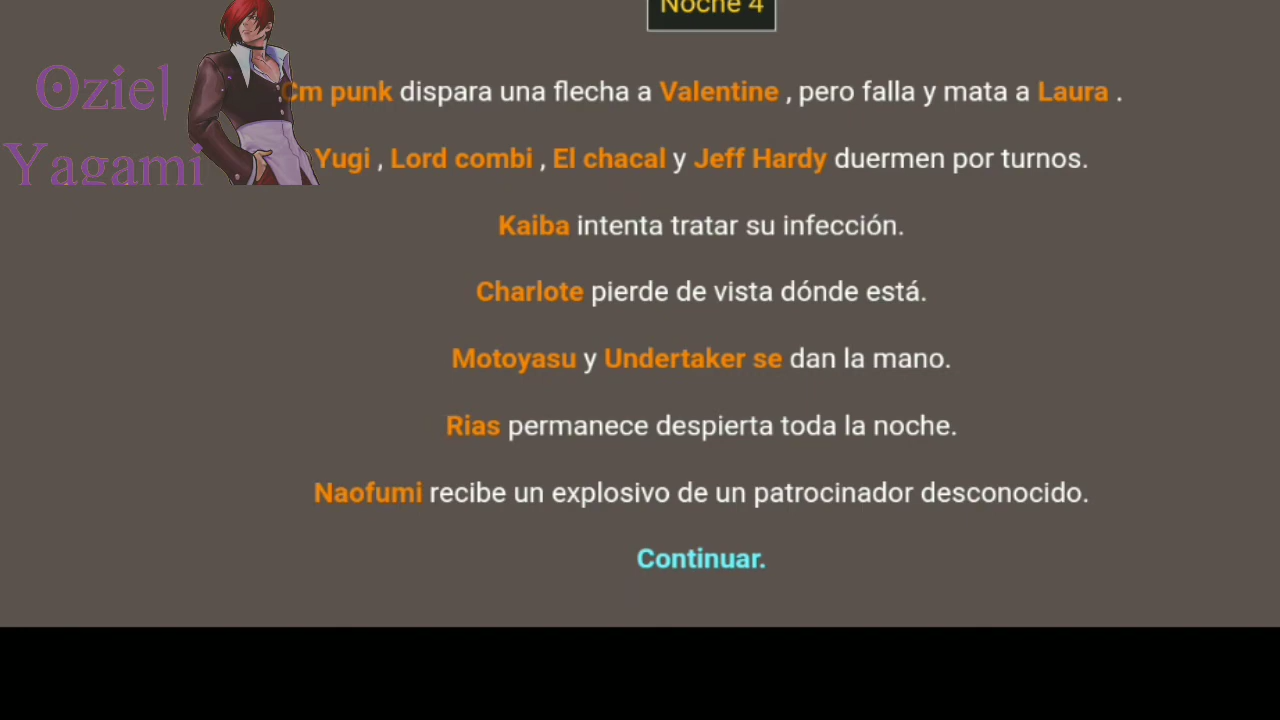 Noche 4
Oziel
Yagami
Cm punk dispara una flecha a Valentine , pero falla y mata a Laura .
Yugi , Lord combi , El chacal y Jeff Hardy duermen por turnos.
Kaiba intenta tratar su infección.
Charlote pierde de vista dónde está.
Motoyasu y Undertaker se dan la mano.
Rias permanece despierta toda la noche.
Naofumi recibe un explosivo de un patrocinador desconocido.
Continuar.